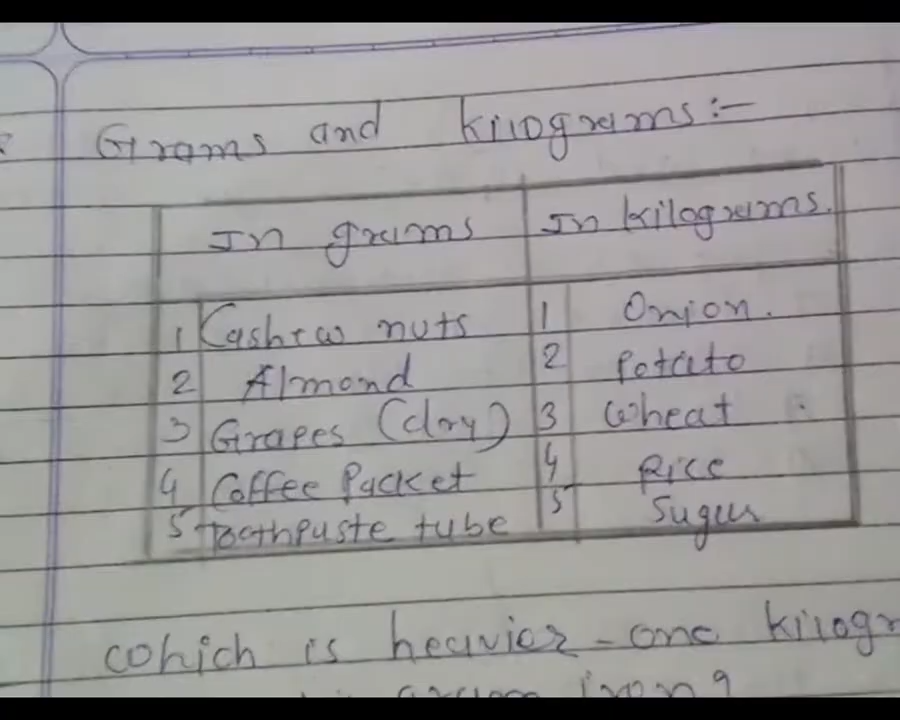 Grams and kilograms:-
In grams In kilograms.
1 Cashew nuts 1 Onion.
2 Almond 2 Potato
3 Grapes (dry) 3 Wheat
4 Coffee Packet 4 Rice
5 Toothpaste tube 5 Sugar
Which is heavier - one kilogr
iron?